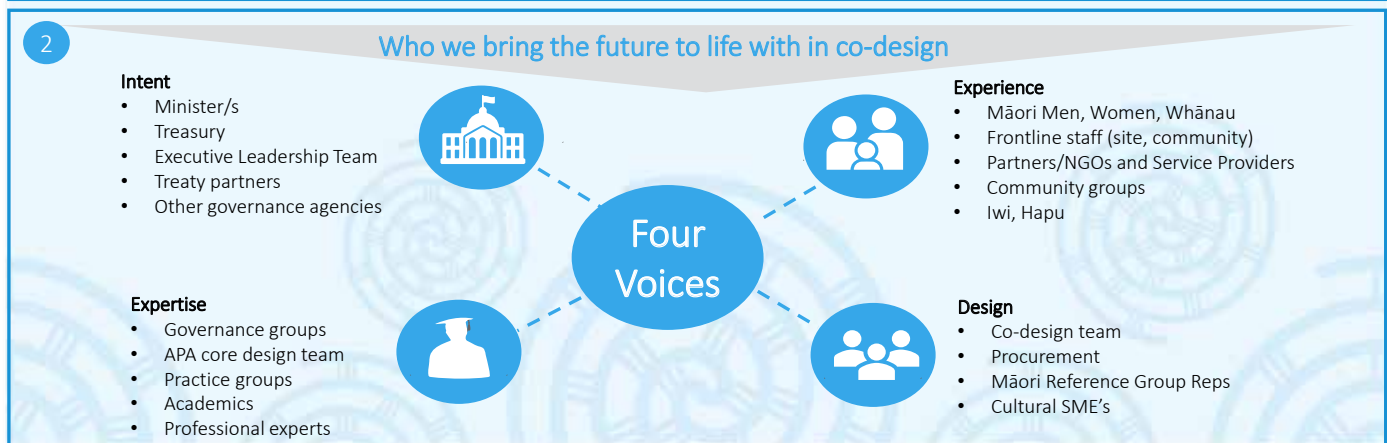 2
Who we bring the future to life with in co-design
Intent
• Minister/s
• Treasury
• Executive Leadership Team
• Treaty partners
• Other governance agencies
Experience
• Māori Men, Women, Whānau
• Frontline staff (site, community)
• Partners/NGOs and Service Providers
• Community groups
• Iwi, Hapu
Four
Voices
Expertise
• Governance groups
• APA core design team
• Practice groups
• Academics
• Professional experts
Design
• Co-design team
• Procurement
• Māori Reference Group Reps
• Cultural SME's